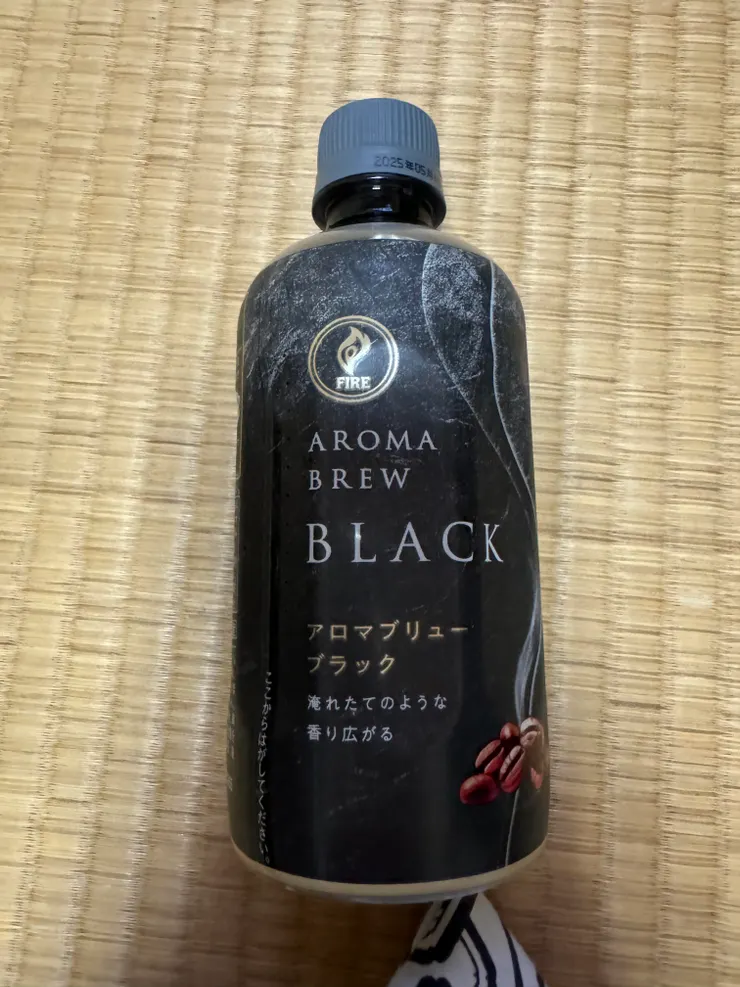 2025年05
FIRE
AROMA
BREW
BLACK
アロマブリュー
ブラック
淹れたてのような
香り広がる
ここからはがしてください。